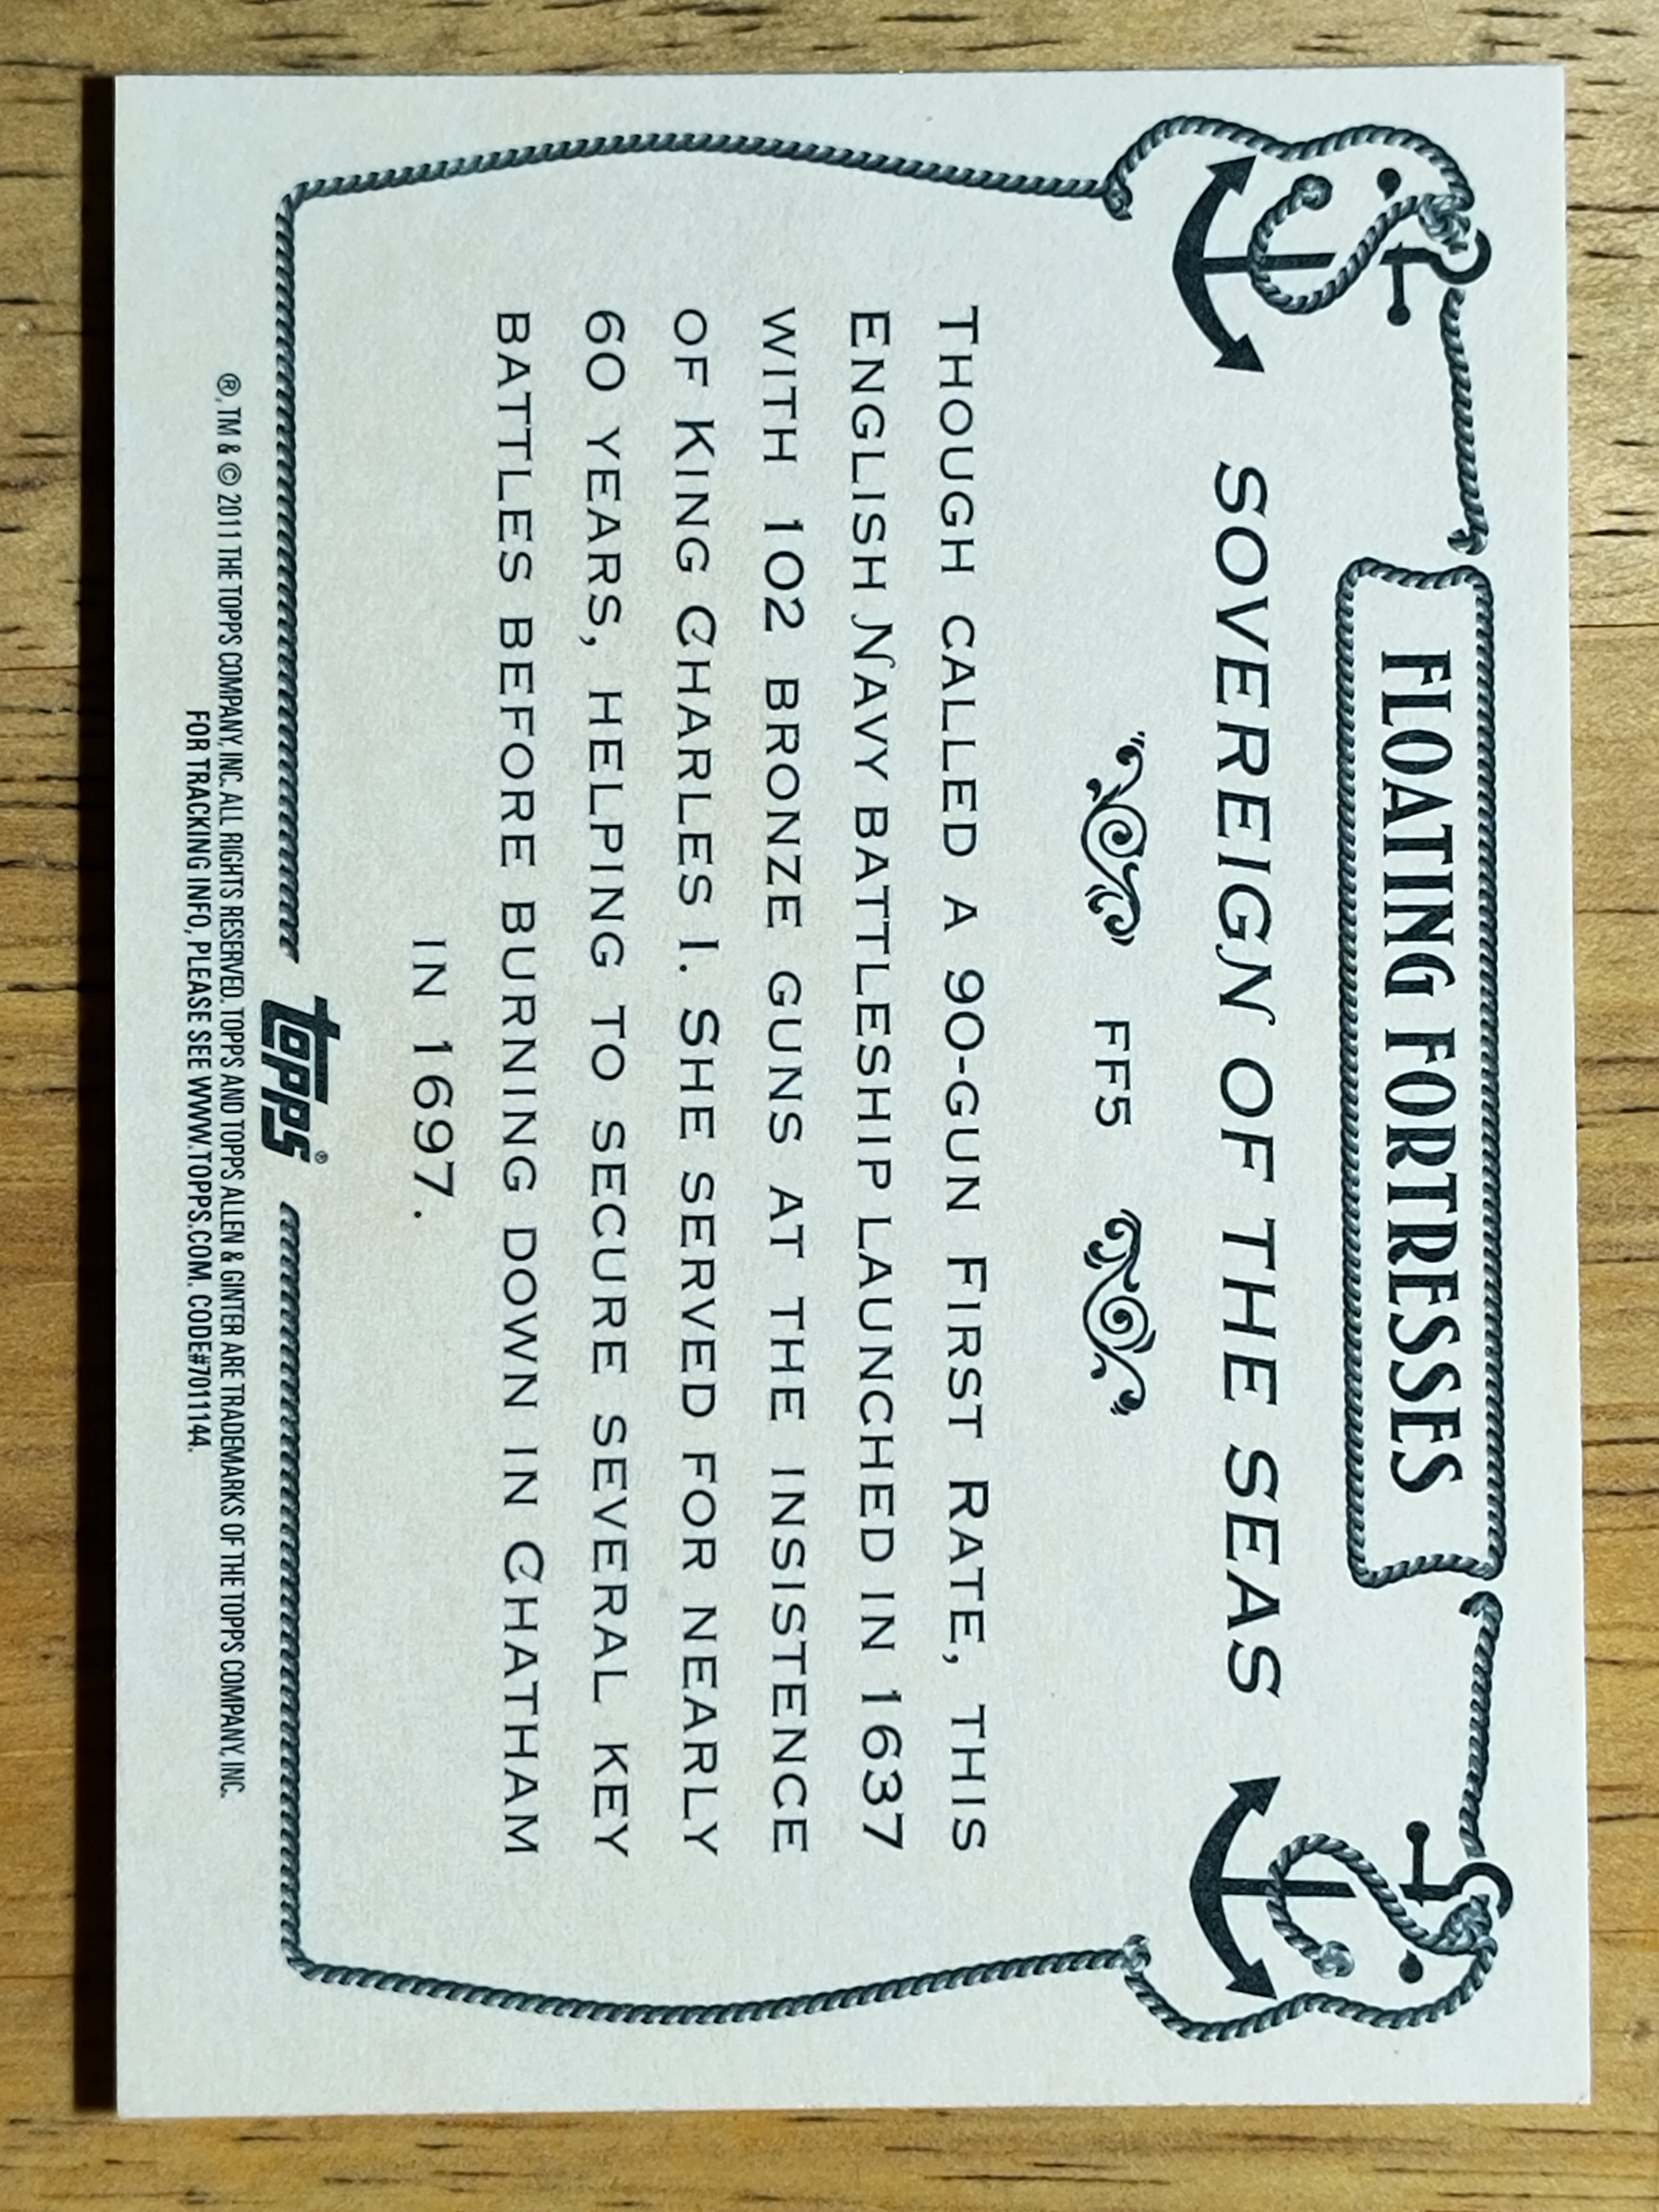 FLOATING FORTRESSES
SOVEREIGN OF THE SEAS
FF5
THOUGH CALLED A 90-GUN FIRST RATE, THIS
ENGLISH NAVY BATTLESHIP LAUNCHED IN 1637
WITH 102 BRONZE GUNS AT THE INSISTENCE
OF KING CHARLES I. SHE SERVED FOR NEARLY
60 YEARS, HELPING TO SECURE SEVERAL KEY
BATTLES BEFORE BURNING DOWN IN CHATHAM
IN 1697.
topps®
®, TM & © 2011 THE TOPPS COMPANY, INC. ALL RIGHTS RESERVED. TOPPS AND TOPPS ALLEN & GINTER ARE TRADEMARKS OF THE TOPPS COMPANY, INC.
FOR TRACKING INFO, PLEASE SEE WWW.TOPPS.COM. CODE#7011144.